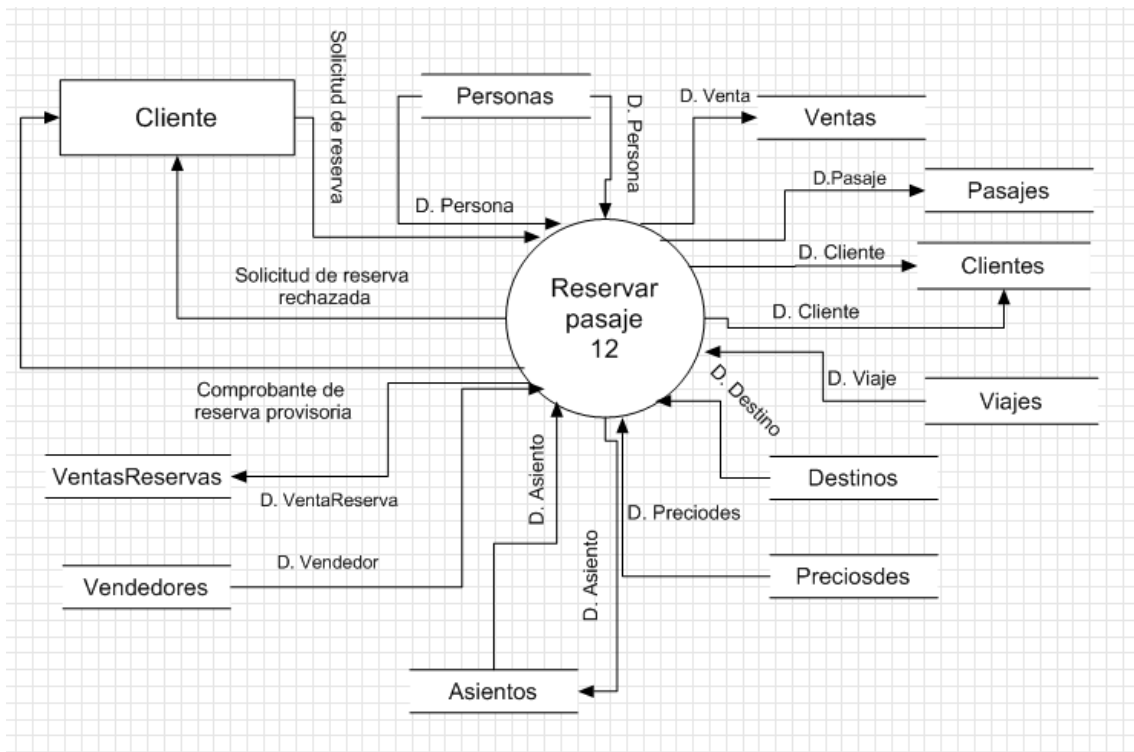 Solicitud de reserva
Cliente
Personas
D. Persona
D. Persona
D. Venta
Ventas
D.Pasaje
Pasajes
D. Cliente
Clientes
D. Cliente
Solicitud de reserva
rechazada
Reservar
pasaje
12
D. Viaje
Viajes
D. Destino
Destinos
Comprobante de
reserva provisoria
VentasReservas
D. VentaReserva
D. Asiento
D. Preciodes
Preciosdes
D. Vendedor
Vendedores
D. Asiento
Asientos